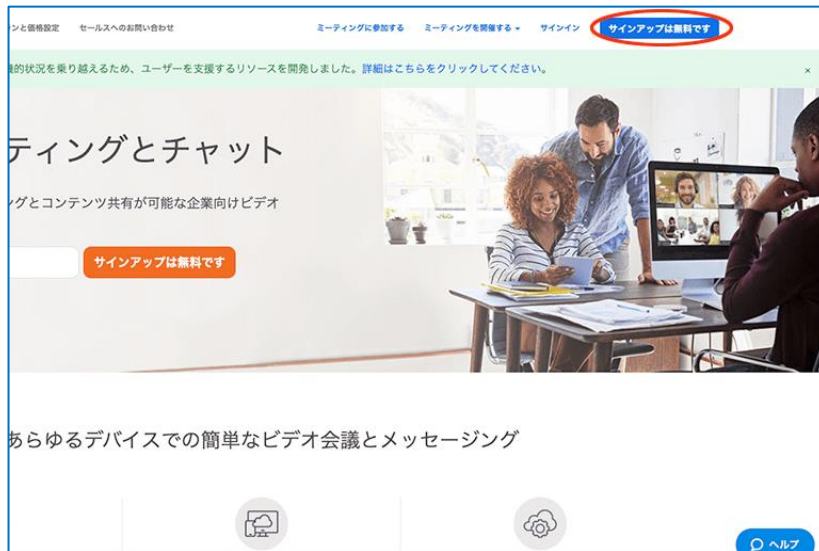 ンと価格設定 セールスへのお問い合わせ ミーティングに参加する ミーティングを開催する サインイン サインアップは無料です
的状況を乗り越えるため、ユーザーを支援するリソースを開発しました。詳細はこちらをクリックしてください。 ×
ティングとチャット
グとコンテンツ共有が可能な企業向けビデオ
サインアップは無料です
あらゆるデバイスでの簡単なビデオ会議とメッセージング
ヘルプ